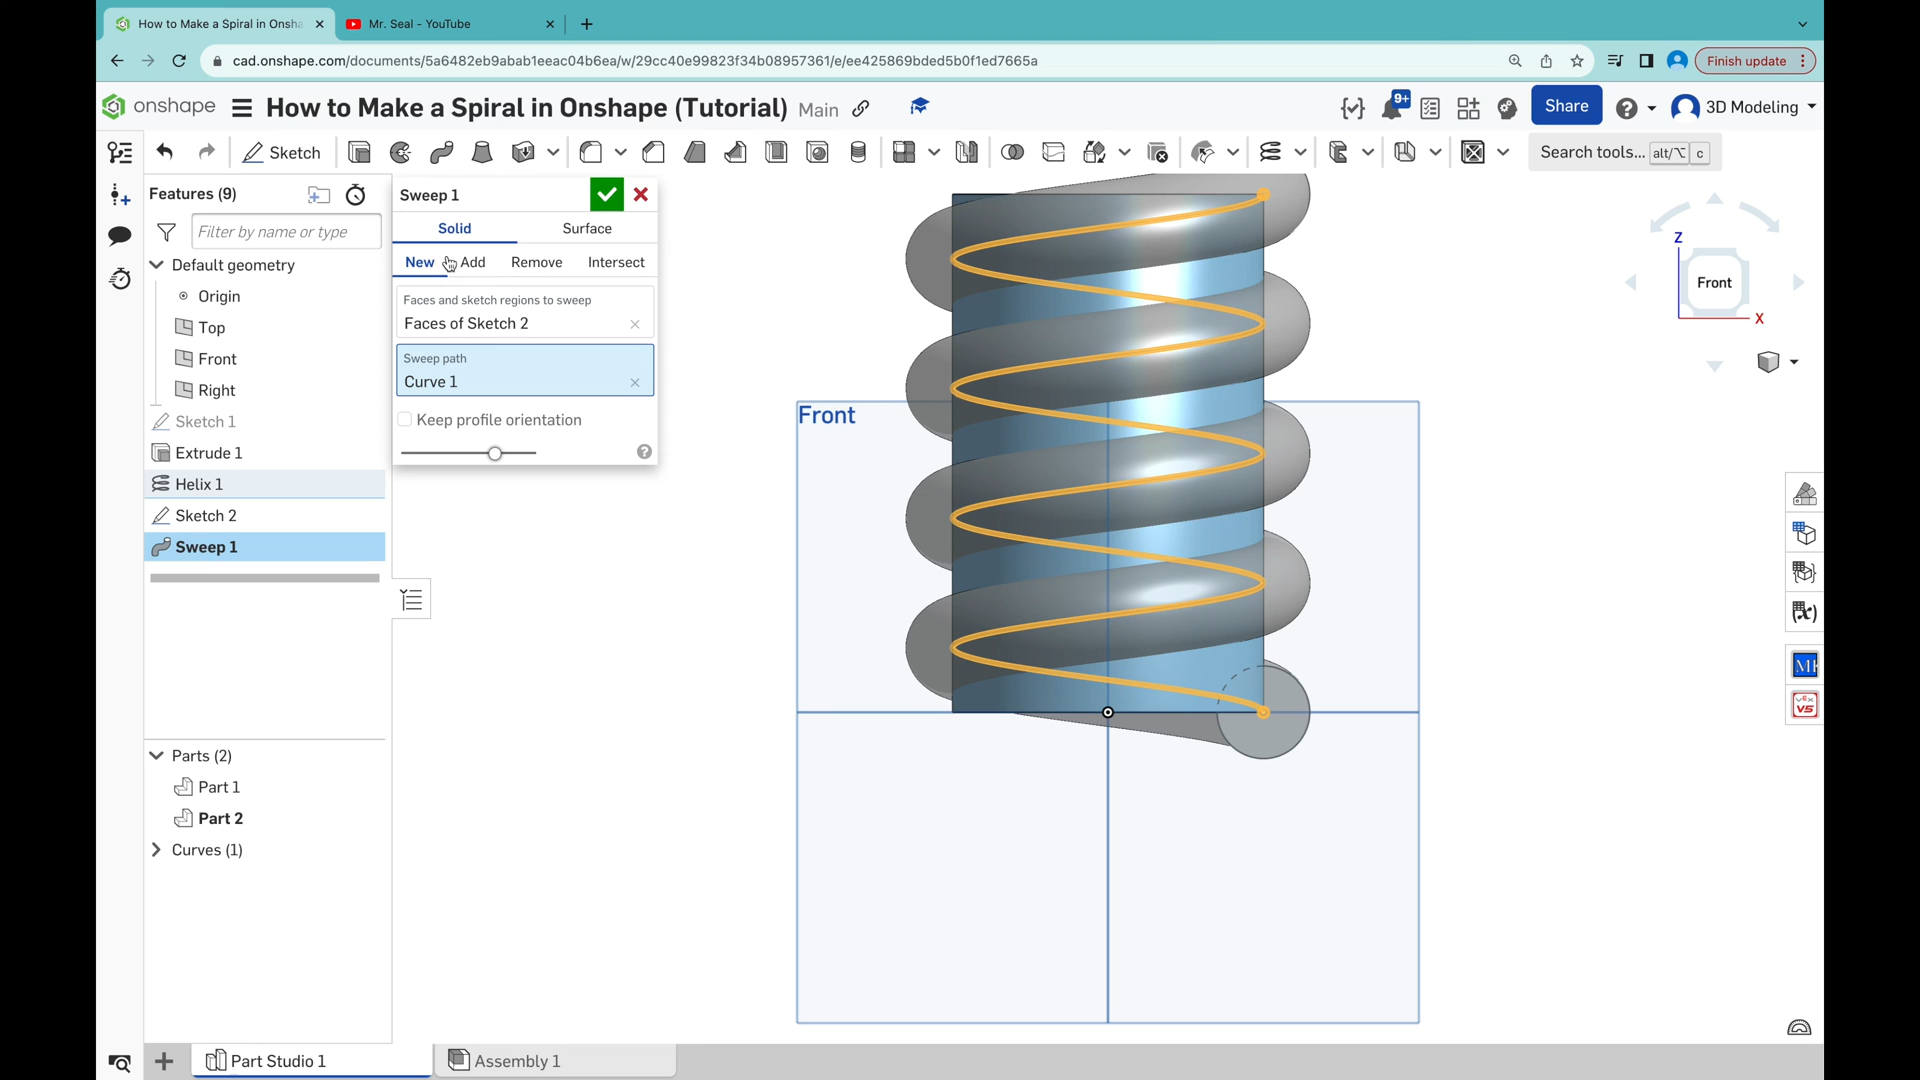 How to Make a Spiral in Onsha
Mr. Seal - YouTube
cad.onshape.com/documents/5a6482eb9abab1eeac04b6ea/w/29cc40e99823f34b08957361/e/ee425869bded5b0f1ed7665a
Finish update
onshape
How to Make a Spiral in Onshape (Tutorial) Main
9+
Share
3D Modeling
Sketch
Search tools... alt/⌥ c
Features (9)
Filter by name or type
Default geometry
Origin
Top
Front
Right
Sketch 1
Extrude 1
Helix 1
Sketch 2
Sweep 1
Parts (2)
Part 1
Part 2
Curves (1)
Sweep 1
Solid Surface
New Add Remove Intersect
Faces and sketch regions to sweep
Faces of Sketch 2
Sweep path
Curve 1
Keep profile orientation
Front
Z
Front
X
VEX
V5
Part Studio 1
Assembly 1